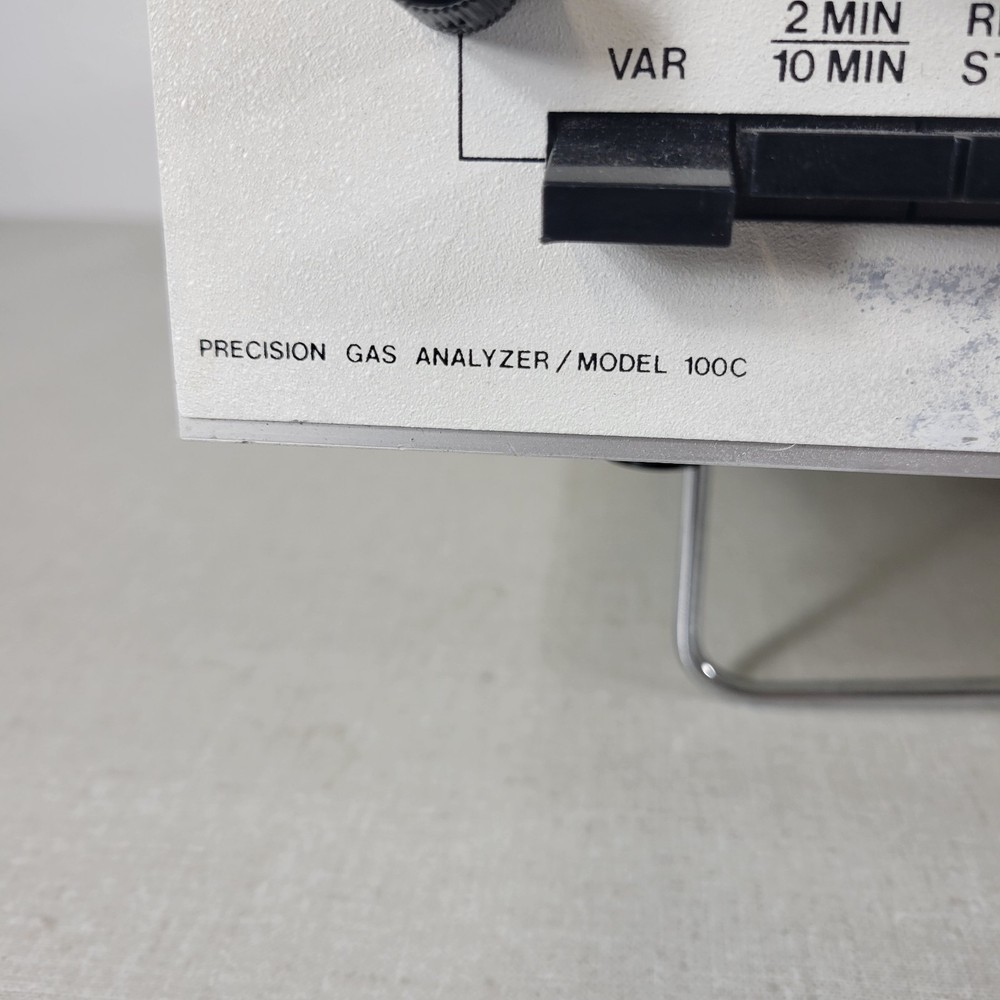 VAR
2 MIN
10 MIN
PRECISION GAS ANALYZER/MODEL 100C